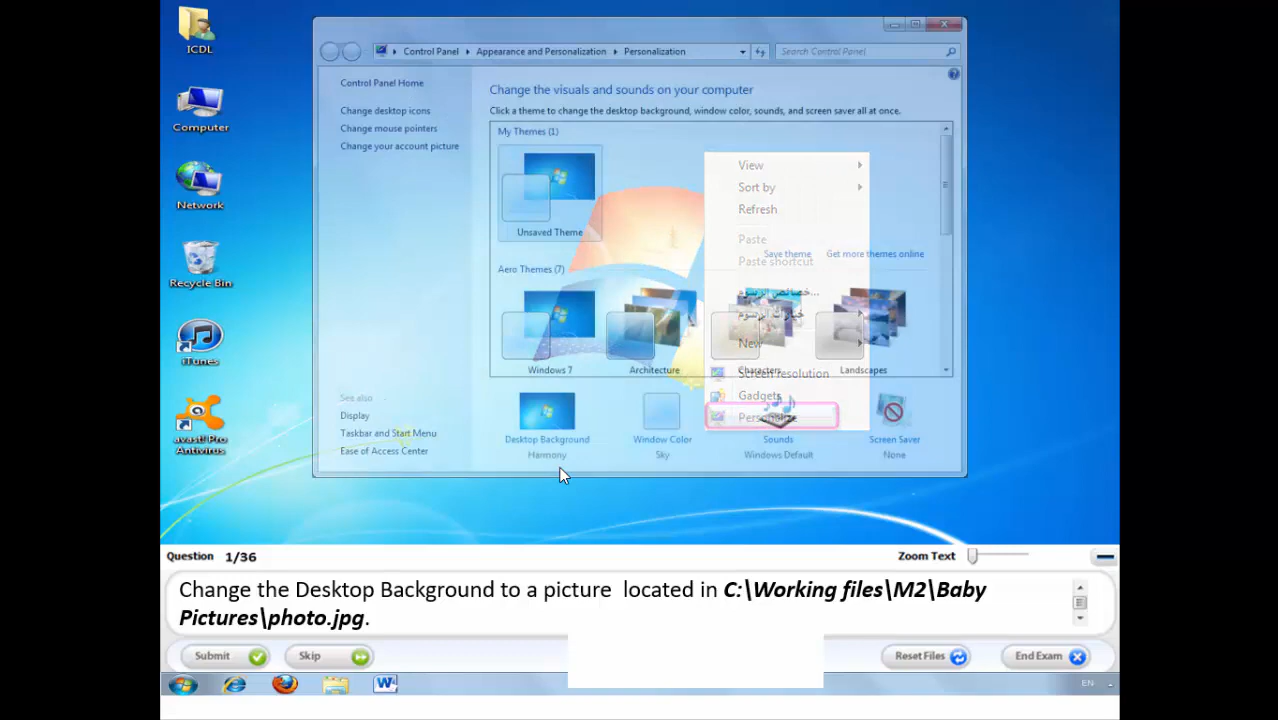 ICDL
Computer
Network
Recycle Bin
iTunes
avast! Pro
Antivirus
Control Panel
Appearance and Personalization
Personalization
Search Control Panel
Control Panel Home
Change desktop icons
Change mouse pointers
Change your account picture
See also
Display
Taskbar and Start Menu
Ease of Access Center
Change the visuals and sounds on your computer
Click a theme to change the desktop background, window color, sounds, and screen saver all at once.
My Themes (1)
Unsaved Theme
Save theme
Get more themes online
Aero Themes (7)
Windows 7
Architecture
Characters
Landscapes
Desktop Background
Harmony
Window Color
Sky
Sounds
Windows Default
Screen Saver
None
View
Sort by
Refresh
Paste
Paste shortcut
خصائص الرسوم...
خيارات الرسوم
New
Screen resolution
Gadgets
Personalize
Question 1/36
Zoom Text
Change the Desktop Background to a picture located in C:\Working files\M2\Baby
Pictures\photo.jpg.
Submit
Skip
Reset Files
End Exam
EN